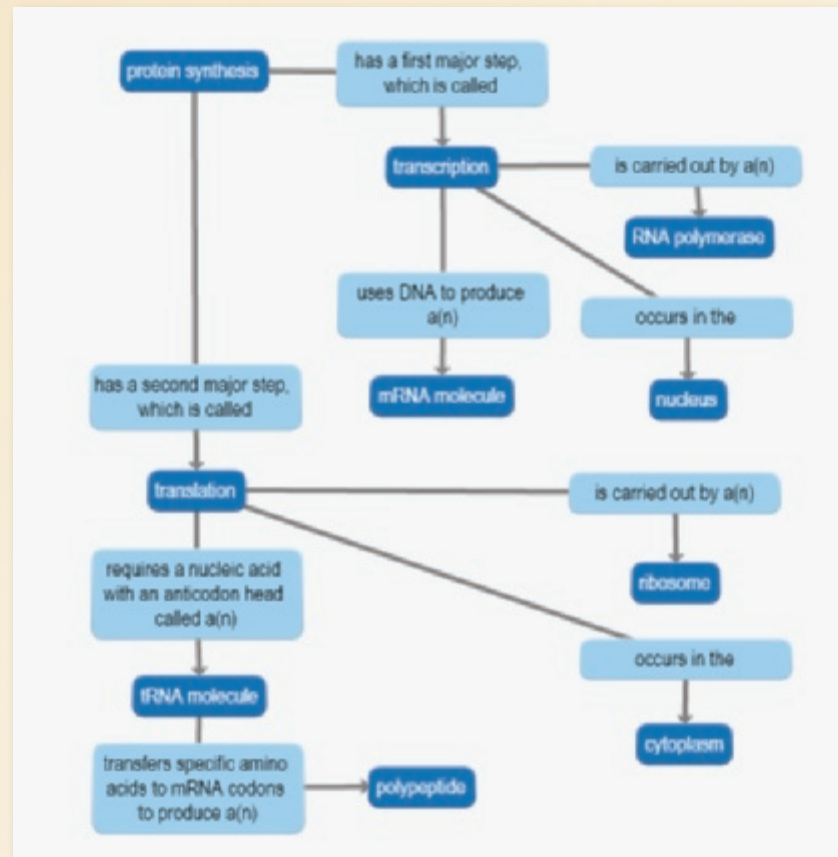 protein synthesis
has a first major step,
which is called
transcription
is carried out by a(n)
RNA polymerase
uses DNA to produce
a(n)
occurs in the
mRNA molecule
nucleus
has a second major step,
which is called
translation
is carried out by a(n)
ribosome
requires a nucleic acid
with an anticodon head
called a(n)
occurs in the
tRNA molecule
cytoplasm
transfers specific amino
acids to mRNA codons
to produce a(n)
polypeptide